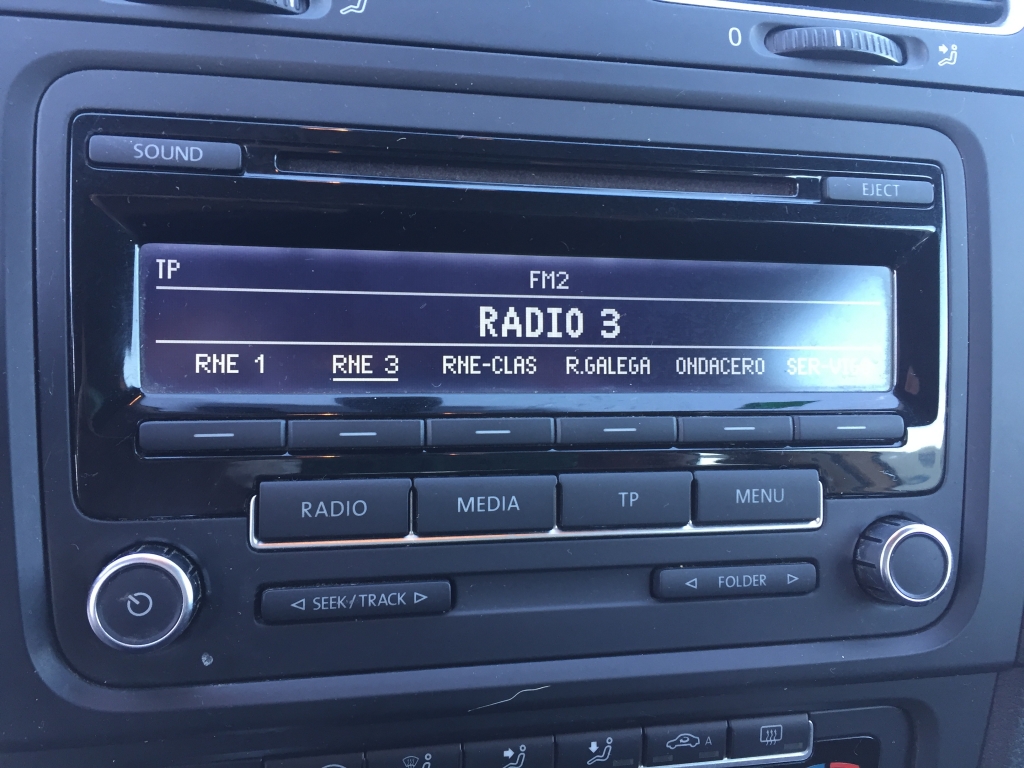 0
SOUND
EJECT
TP
FM2
RADIO 3
RNE 1 RNE 3 RNE-CLAS R.GALEGA ONDACERO SER
RADIO MEDIA TP MENU
SEEK/TRACK
FOLDER
A